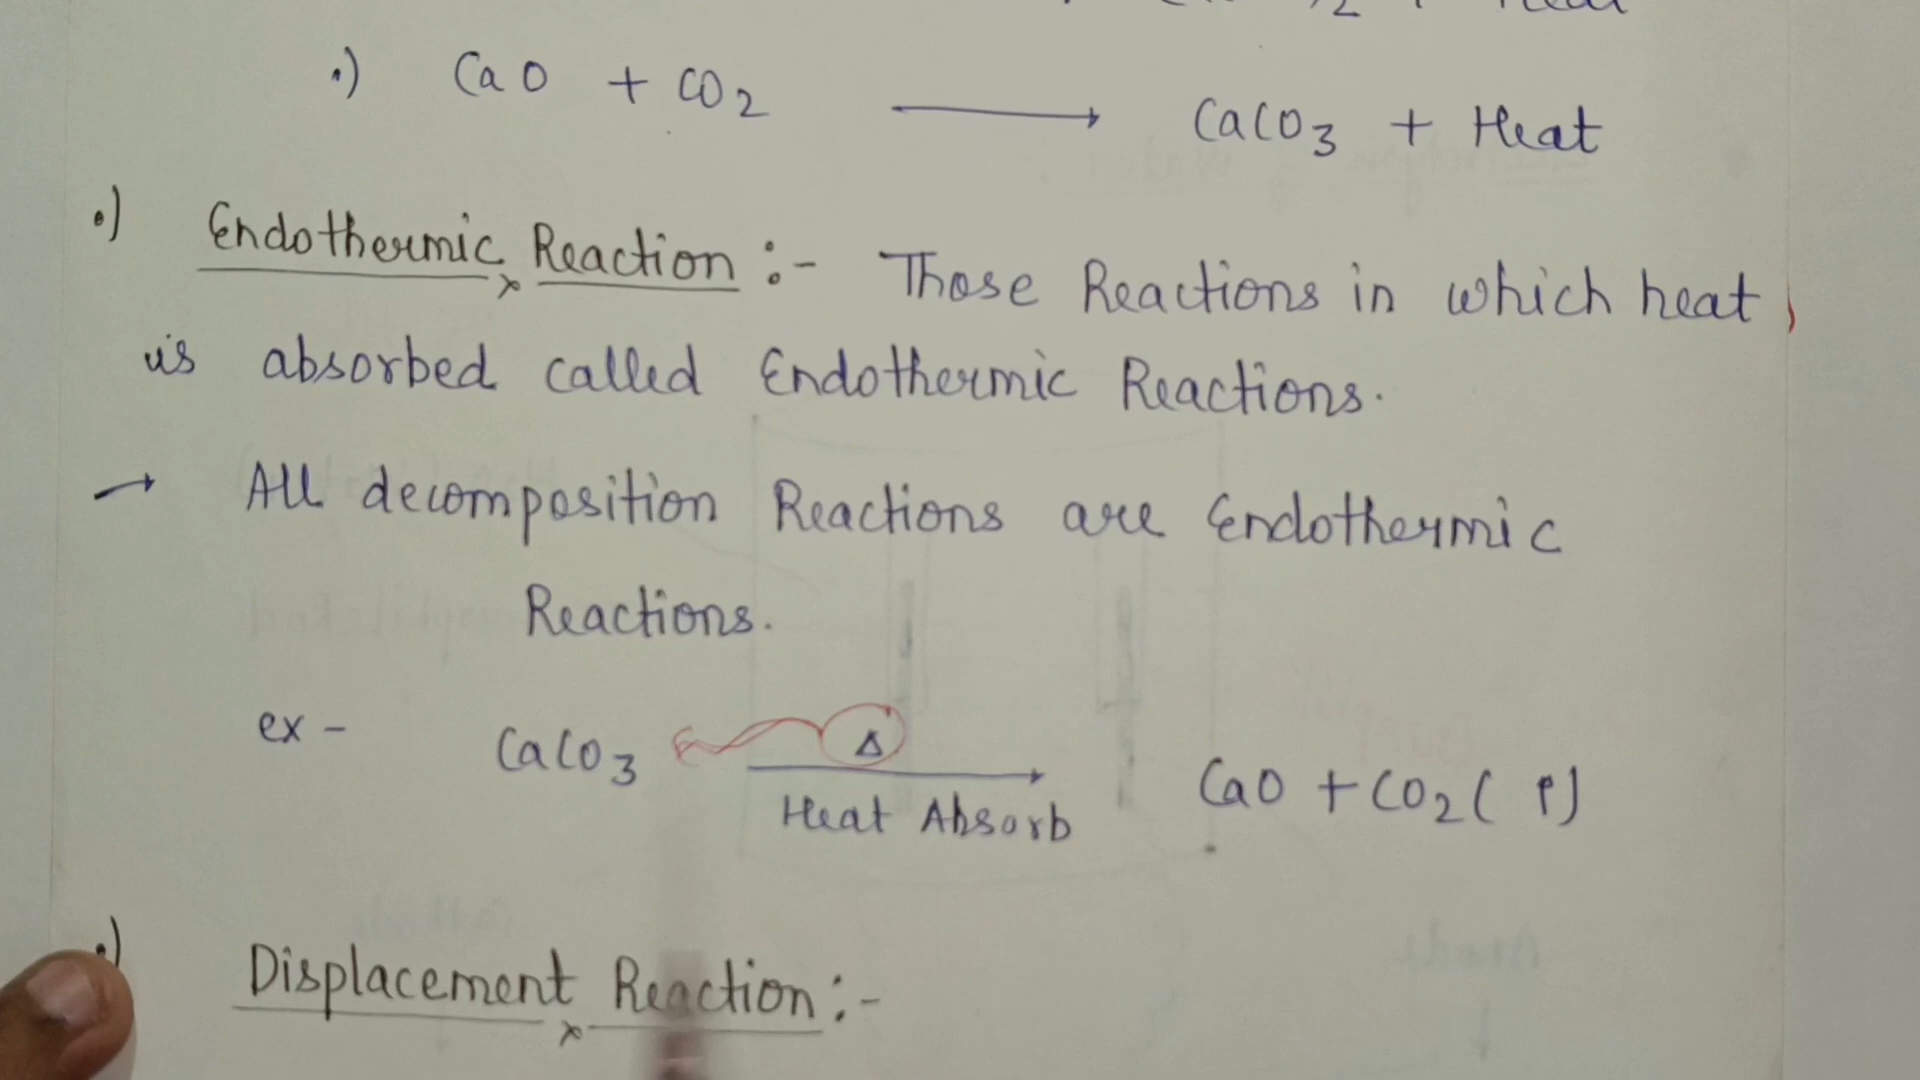 •) CaO + CO2 ⟶ CaCO3 + Heat
•) Endothermic Reaction :- Those Reactions in which heat
is absorbed called Endothermic Reactions.
→ All decomposition Reactions are Endothermic
Reactions.
ex - CaCO3 Δ ⟶ CaO + CO2 (↑)
Heat Absorb
•) Displacement Reaction :-